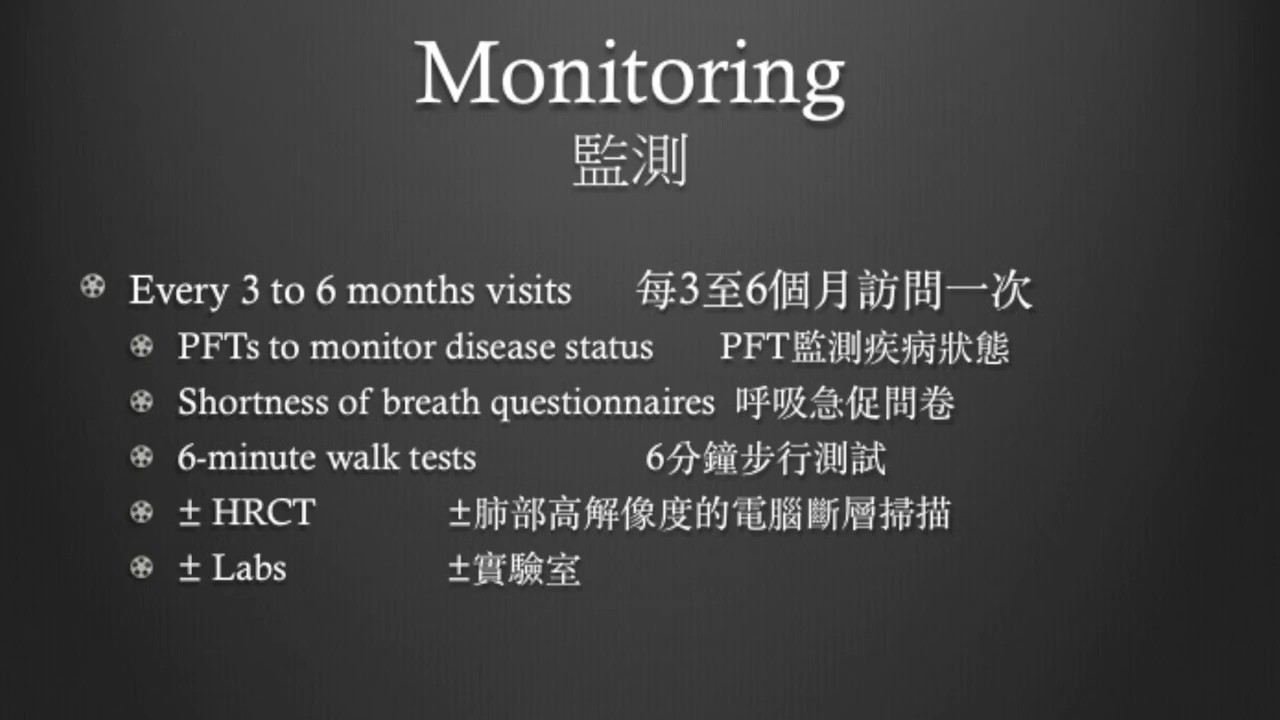 Monitoring
監測
Every 3 to 6 months visits 每3至6個月訪問一次
PFTs to monitor disease status PFT監測疾病狀態
Shortness of breath questionnaires 呼吸急促問卷
6-minute walk tests 6分鐘步行測試
± HRCT ±肺部高解像度的電腦斷層掃描
± Labs ±實驗室